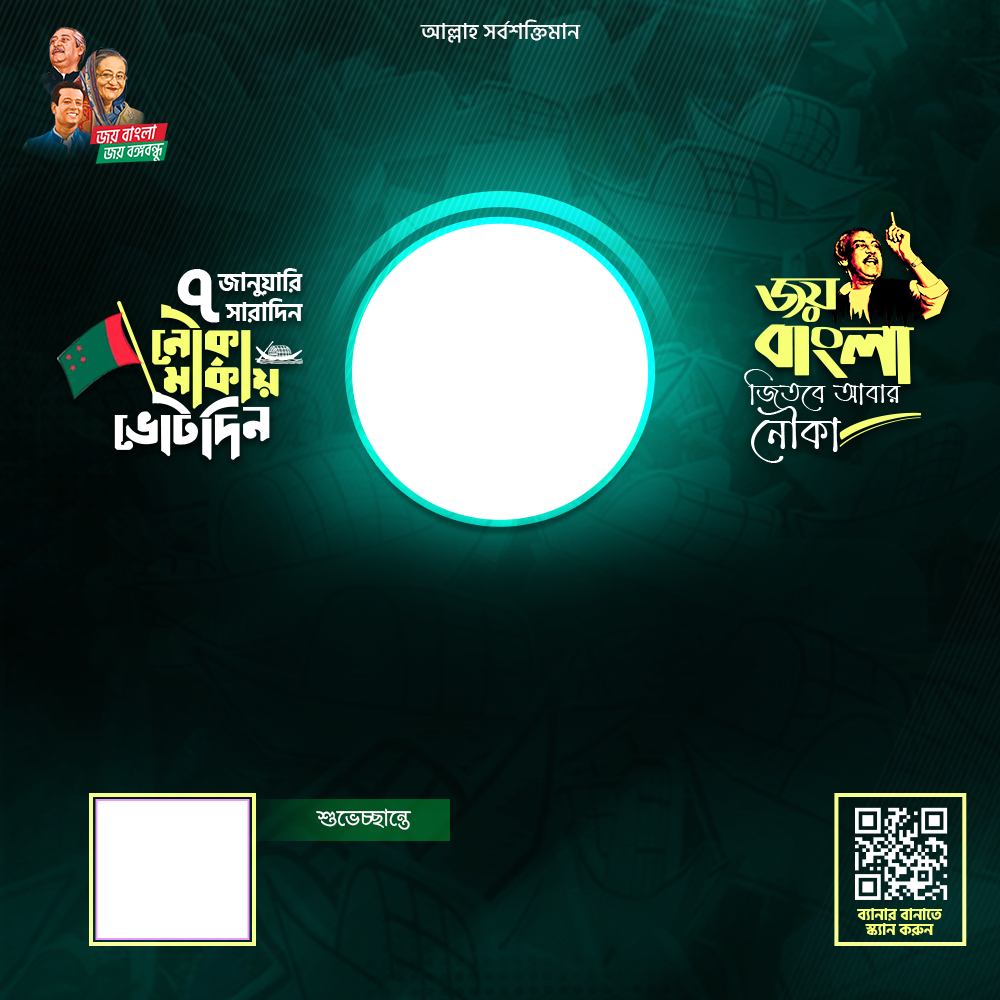 আল্লাহ সর্বশক্তিমান
জয় বাংলা
জয় বঙ্গবন্ধু
৭ জানুয়ারি
সারাদিন
নৌকা
মার্কায়
ভোটদিন
জয়
বাংলা
জিতবে আবার
নৌকা
শুভেচ্ছান্তে
ব্যানার বানাতে
স্ক্যান করুন